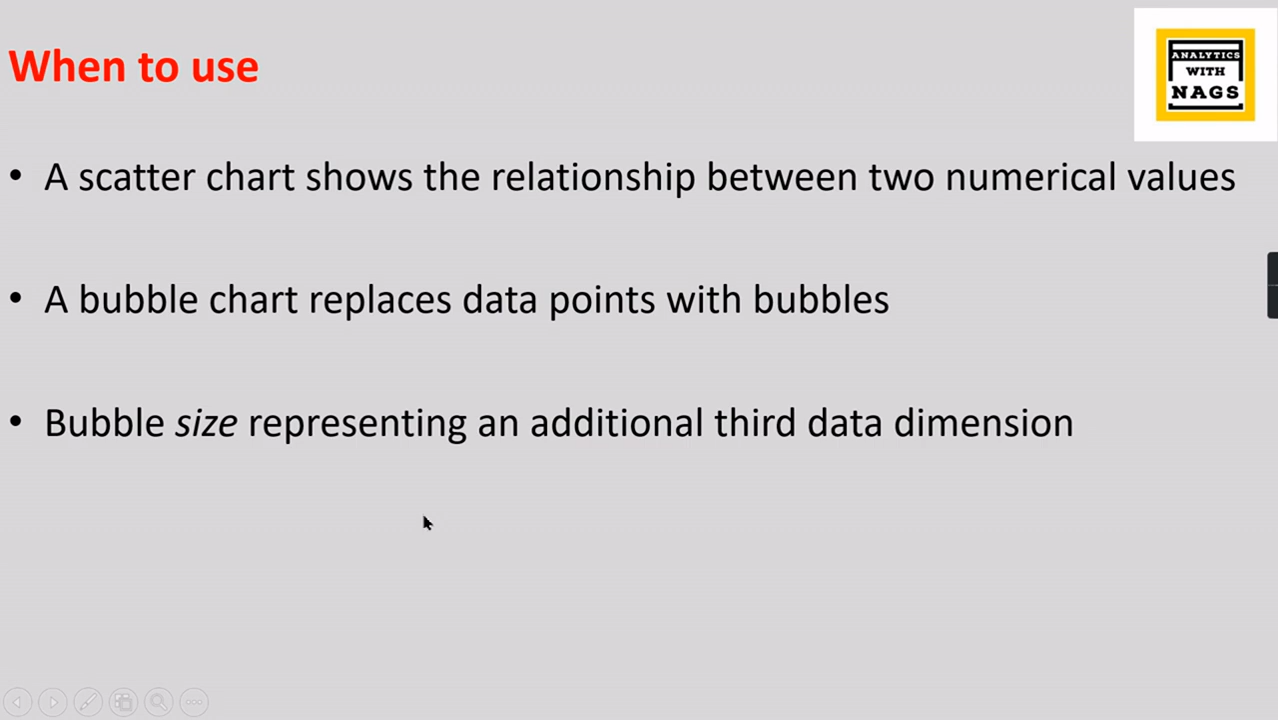 When to use
ANALYTICS
WITH
NAGS
• A scatter chart shows the relationship between two numerical values
• A bubble chart replaces data points with bubbles
• Bubble size representing an additional third data dimension